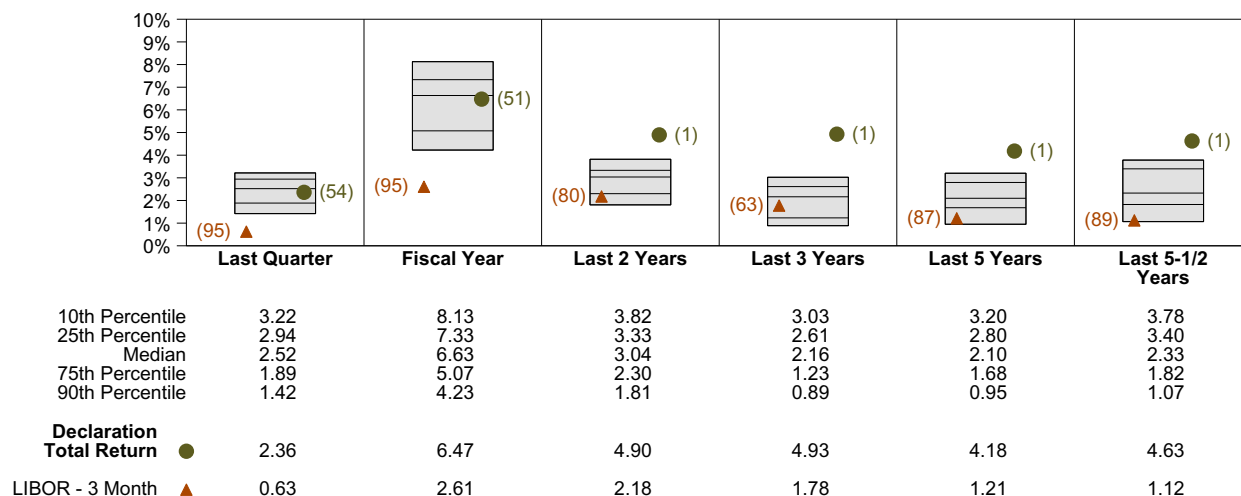 10%
9%
8%
7%
6%
5%
4%
3%
2%
1%
0%
(95) (54)
(95) (51)
(80) (1)
(63) (1)
(87) (1)
(89) (1)
Last Quarter Fiscal Year Last 2 Years Last 3 Years Last 5 Years Last 5-1/2
Years
10th Percentile 3.22 8.13 3.82 3.03 3.20 3.78
25th Percentile 2.94 7.33 3.33 2.61 2.80 3.40
Median 2.52 6.63 3.04 2.16 2.10 2.33
75th Percentile 1.89 5.07 2.30 1.23 1.68 1.82
90th Percentile 1.42 4.23 1.81 0.89 0.95 1.07
Declaration
Total Return 2.36 6.47 4.90 4.93 4.18 4.63
LIBOR - 3 Month 0.63 2.61 2.18 1.78 1.21 1.12